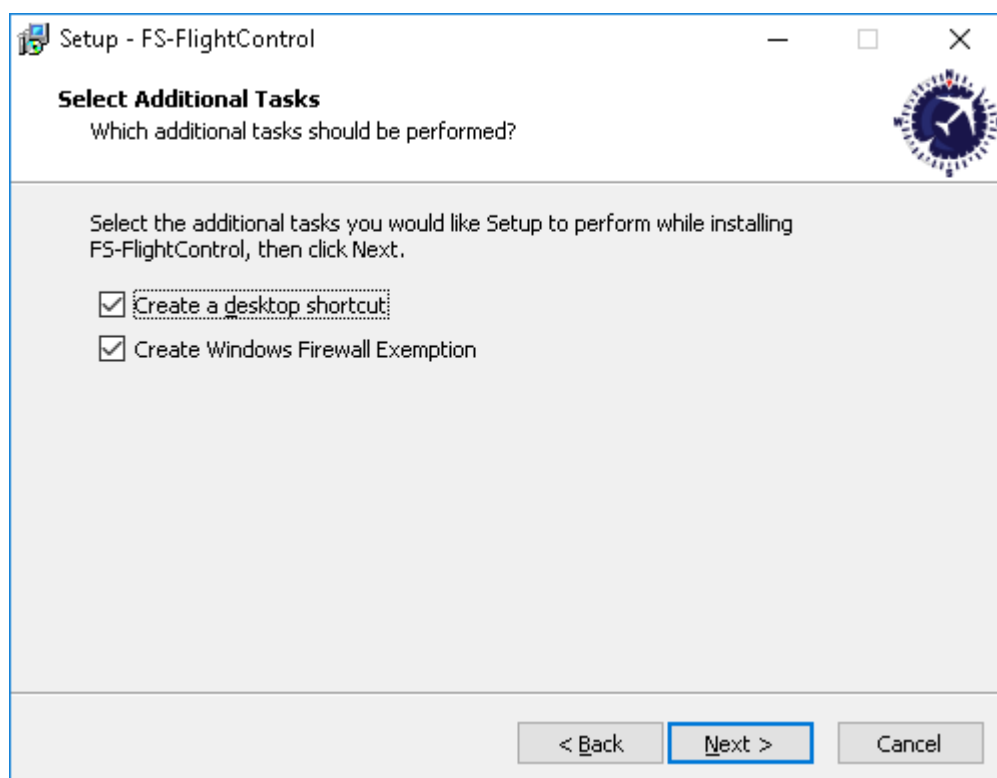 Setup - FS-FlightControl
Select Additional Tasks
Which additional tasks should be performed?
Select the additional tasks you would like Setup to perform while installing
FS-FlightControl, then click Next.
Create a desktop shortcut
Create Windows Firewall Exemption
< Back
Next >
Cancel